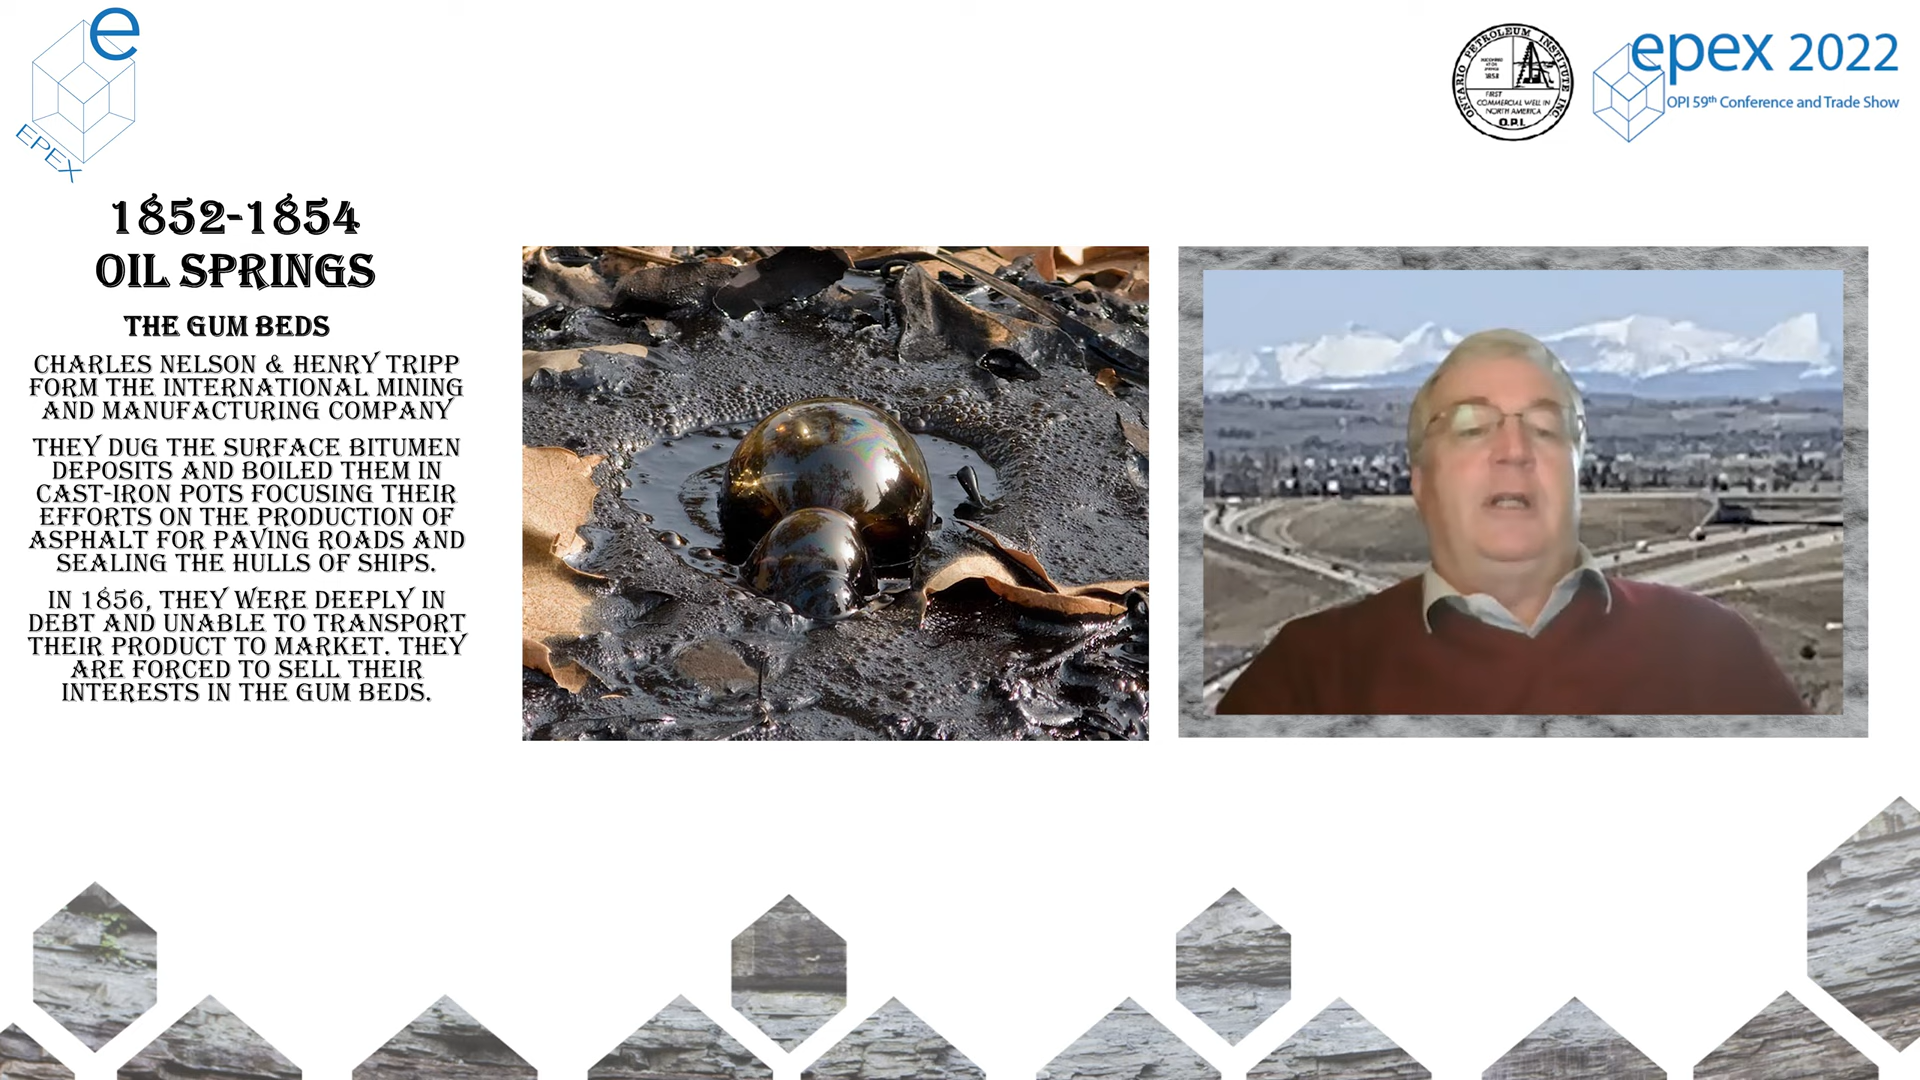 e
EPEX
ONTARIO PETROLEUM INSTITUTE INC.
1858
FIRST
COMMERCIAL WELL IN
NORTH AMERICA
O.P.I.
epex 2022
OPI 59th Conference and Trade Show
1852-1854
OIL SPRINGS
THE GUM BEDS
CHARLES NELSON & HENRY TRIPP
FORM THE INTERNATIONAL MINING
AND MANUFACTURING COMPANY
THEY DUG THE SURFACE BITUMEN
DEPOSITS AND BOILED THEM IN
CAST-IRON POTS FOCUSING THEIR
EFFORTS ON THE PRODUCTION OF
ASPHALT FOR PAVING ROADS AND
SEALING THE HULLS OF SHIPS.
IN 1856, THEY WERE DEEPLY IN
DEBT AND UNABLE TO TRANSPORT
THEIR PRODUCT TO MARKET. THEY
ARE FORCED TO SELL THEIR
INTERESTS IN THE GUM BEDS.